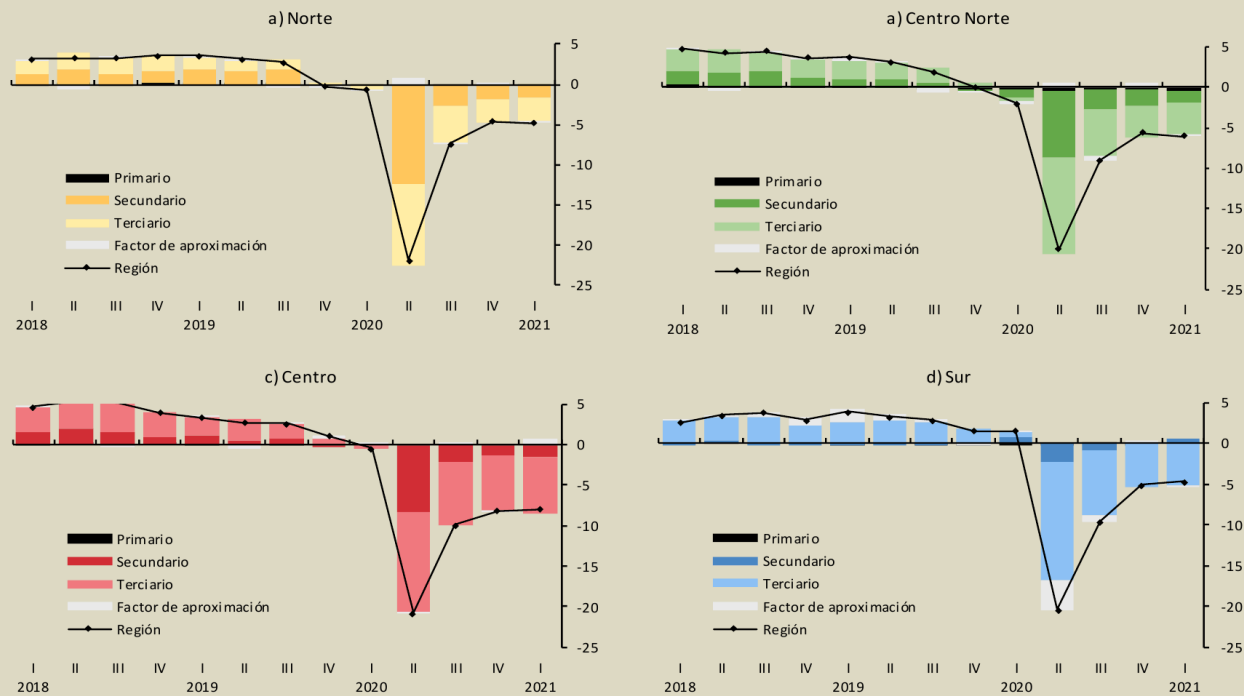 a) Norte
5
0
-5
-10
-15
-20
-25
Primario
Secundario
Terciario
Factor de aproximación
Región
I II III IV I II III IV I II III IV I
2018 2019 2020 2021
a) Centro Norte
5
0
-5
-10
-15
-20
-25
Primario
Secundario
Terciario
Factor de aproximación
Región
I II III IV I II III IV I II III IV I
2018 2019 2020 2021
c) Centro
5
0
-5
-10
-15
-20
-25
Primario
Secundario
Terciario
Factor de aproximación
Región
I II III IV I II III IV I II III IV I
2018 2019 2020 2021
d) Sur
5
0
-5
-10
-15
-20
-25
Primario
Secundario
Terciario
Factor de aproximación
Región
I II III IV I II III IV I II III IV I
2018 2019 2020 2021